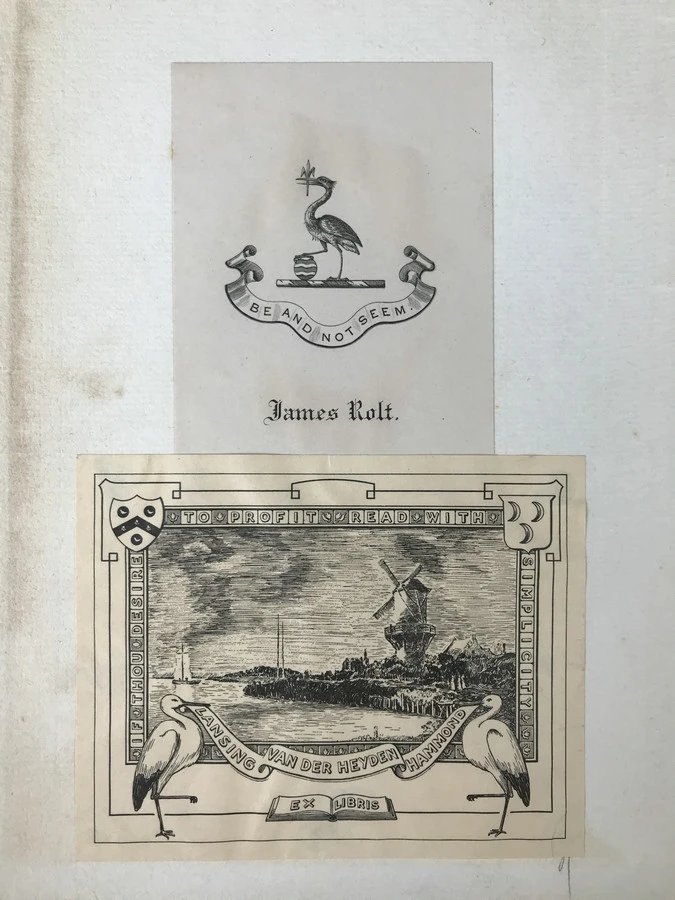 BE AND NOT SEEM.
James Rolt.
IF THOU DESIRE
TO PROFIT READ WITH
SIMPLICITY
LANSING VAN DER HEYDEN HAMMOND
EX LIBRIS